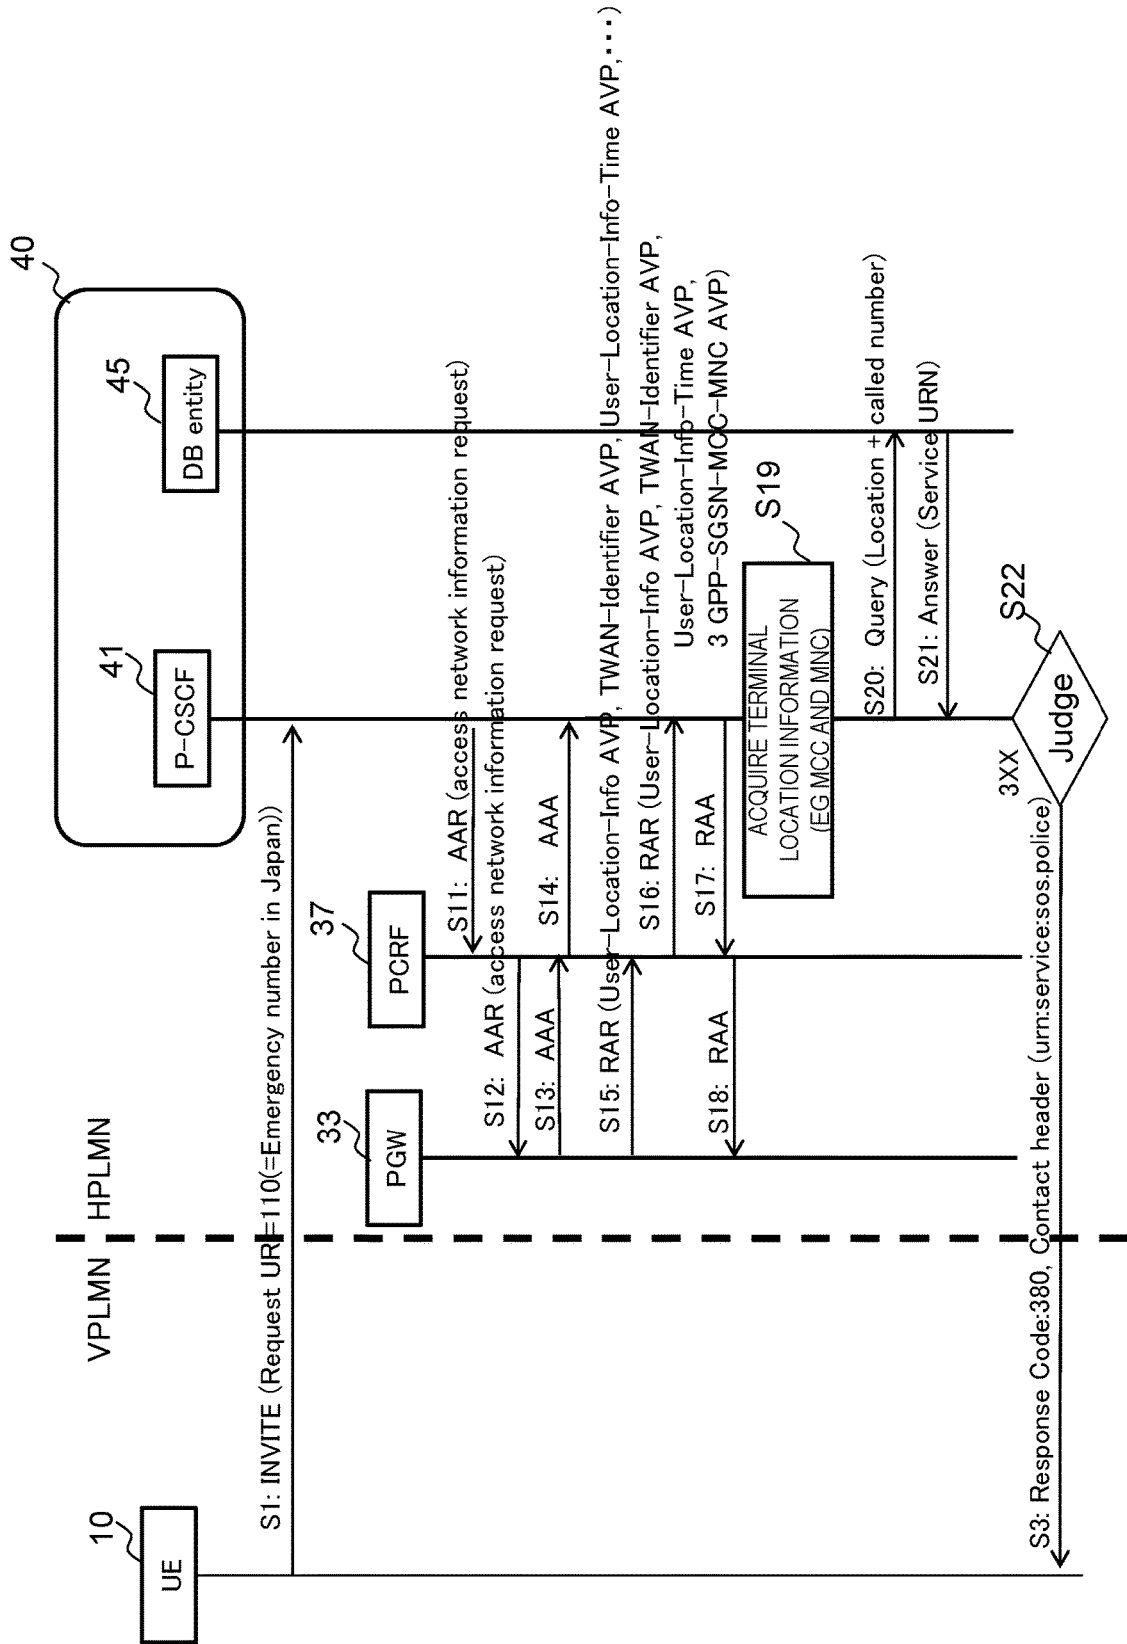 VPLMN
HPLMN
40
10
UE
33
PGW
37
PCRF
41
P-CSCF
45
DB entity
S1: INVITE (Request URI=110(=Emergency number in Japan))
S11: AAR (access network information request)
S12: AAR (access network information request)
S13: AAA
S14: AAA
S15: RAR (User-Location-Info AVP, TWAN-Identifier AVP, User-Location-Info-Time AVP,･･･)
S16: RAR (User-Location-Info AVP, TWAN-Identifier AVP,
User-Location-Info-Time AVP,
3 GPP-SGSN-MCC-MNC AVP)
S17: RAA
S18: RAA
S19
ACQUIRE TERMINAL
LOCATION INFORMATION
(EG MCC AND MNC)
S20: Query (Location + called number)
S21: Answer (Service URN)
S22
Judge
3XX
S3: Response Code:380, Contact header (urn:service:sos.police)